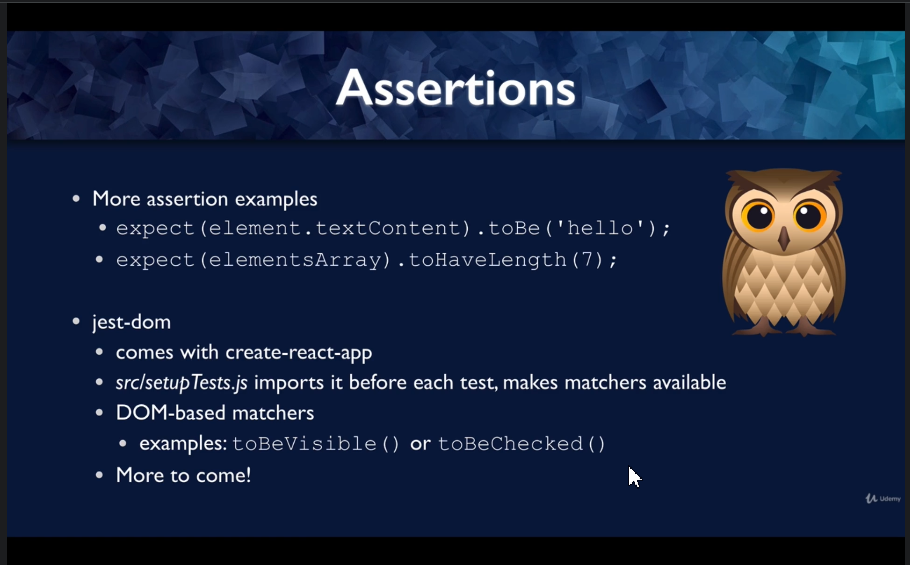 Assertions
• More assertion examples
• expect(element.textContent).toBe('hello');
• expect(elementsArray).toHaveLength(7);
• jest-dom
• comes with create-react-app
• src/setupTests.js imports it before each test, makes matchers available
• DOM-based matchers
• examples: toBeVisible() or toBeChecked()
• More to come!
Udemy